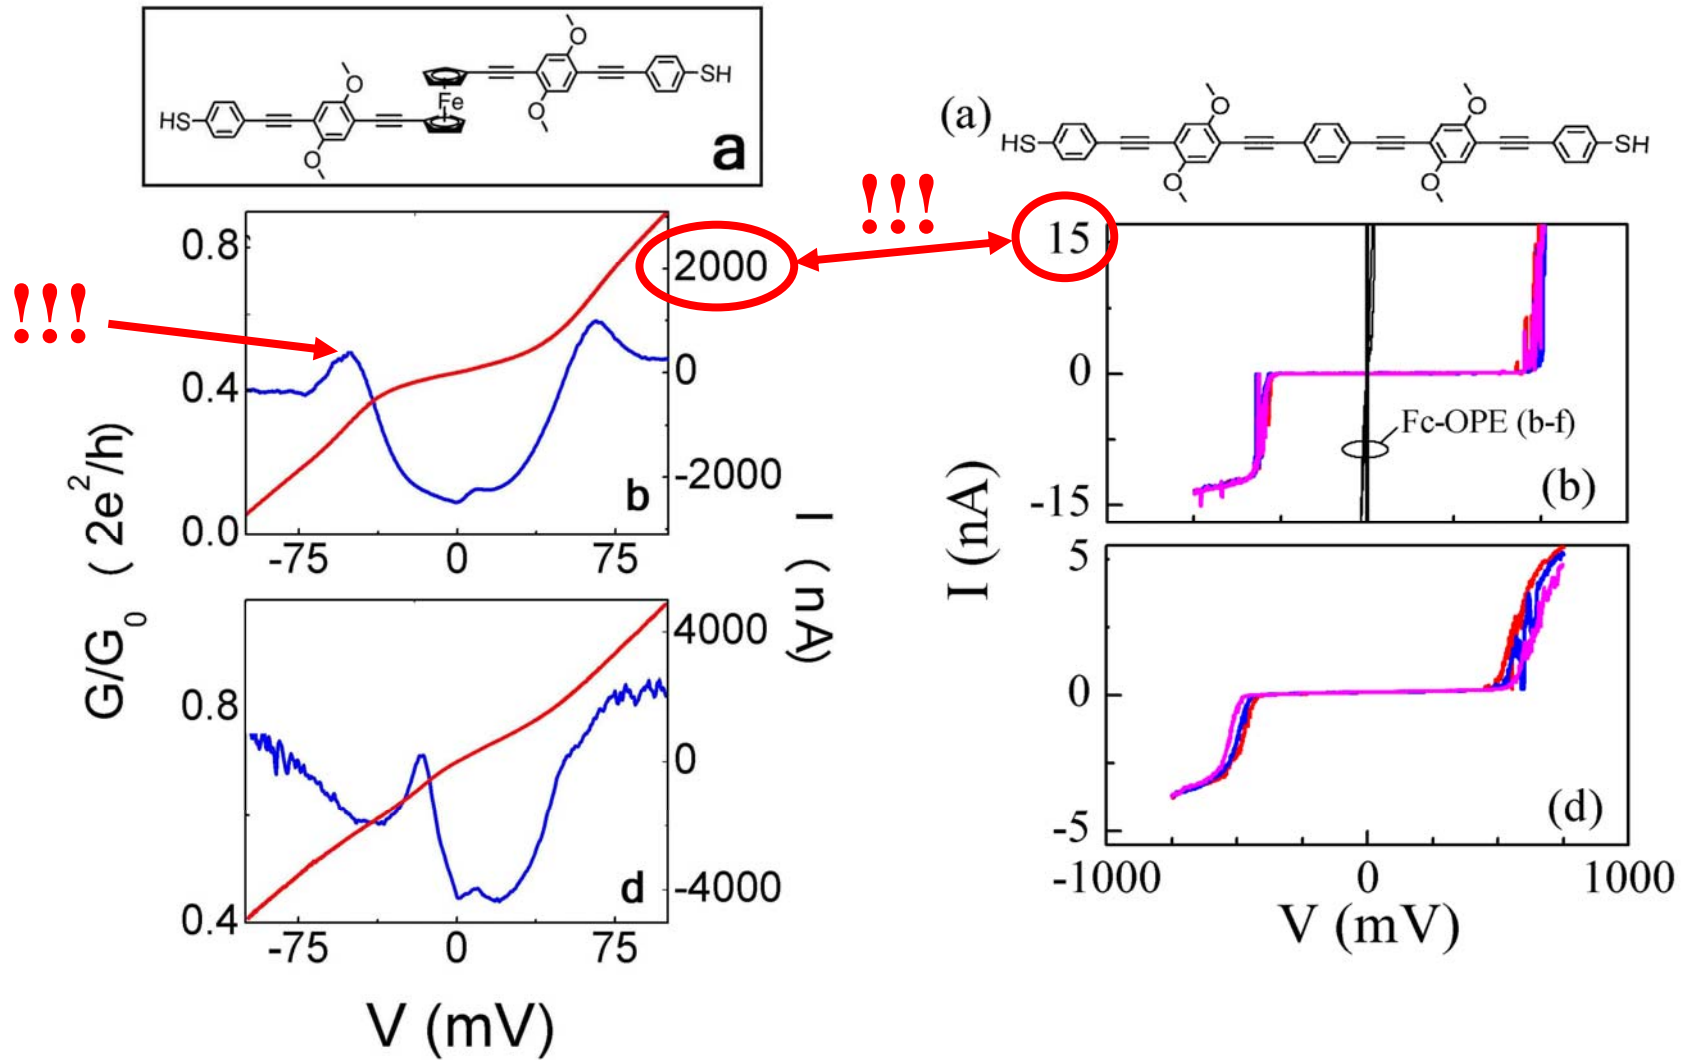 O
O
SH
Fe
O
HS
O
a
!!!
0.8
2000
0.4
0
-2000
b
0.0
-75 0 75
4000
0.8
0
-4000
d
0.4
-75 0 75
G/G0 ( 2e2/h)
I ( nA)
V (mV)
!!!
(a)
O
O
HS
SH
O
O
15
0
Fc-OPE (b-f)
-15
(b)
5
0
-5
(d)
-1000 0 1000
I (nA)
V (mV)